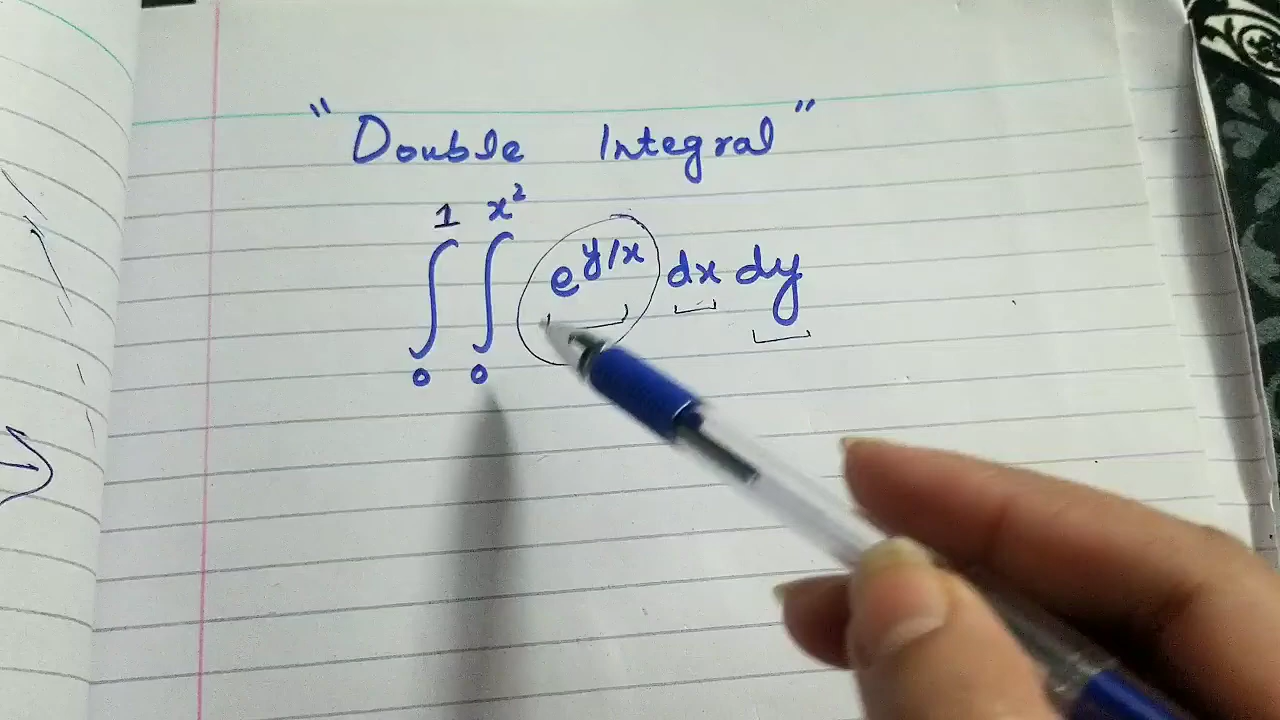 "Double Integral"
∫₀¹ ∫₀^{x²} e^{y/x} dx dy